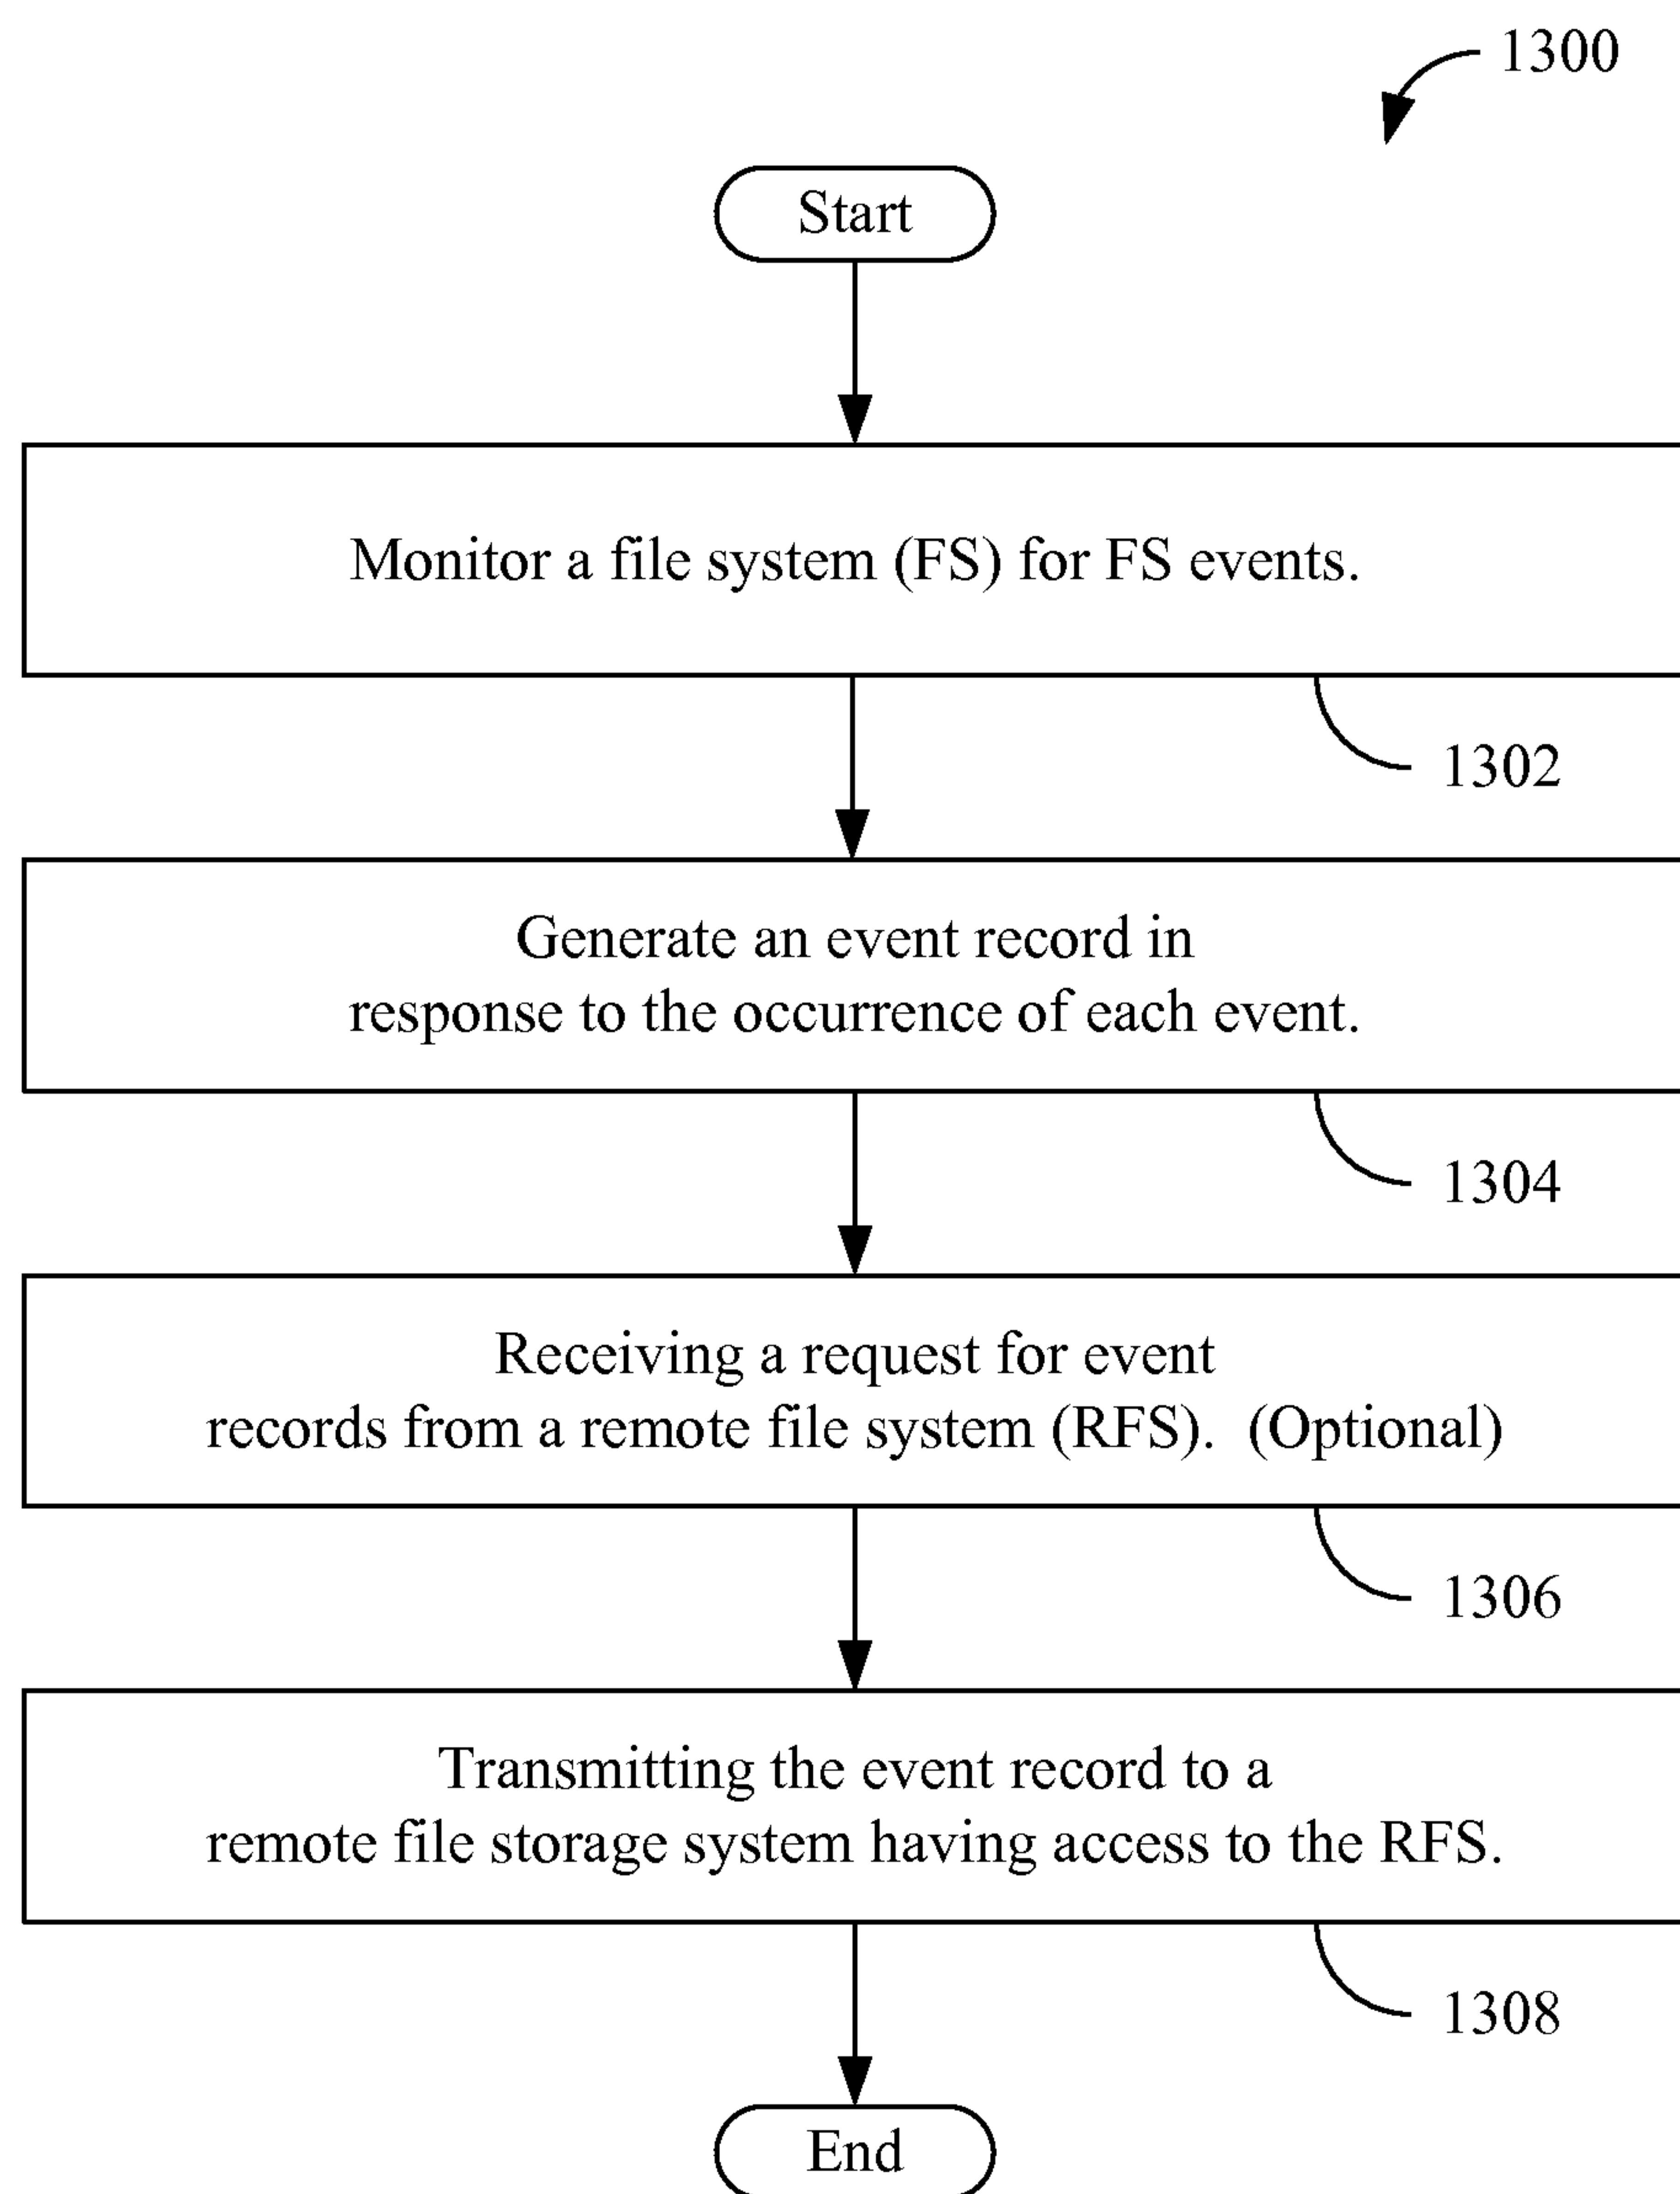 1300
Start
Monitor a file system (FS) for FS events.
1302
Generate an event record in
response to the occurrence of each event.
1304
Receiving a request for event
records from a remote file system (RFS).  (Optional)
1306
Transmitting the event record to a
remote file storage system having access to the RFS.
1308
End